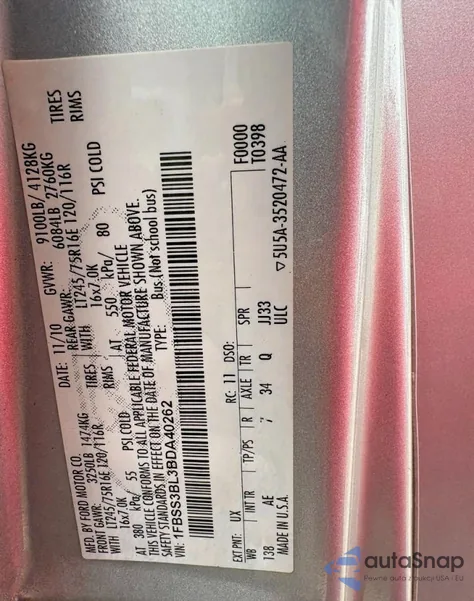 MFD. BY FORD MOTOR CO.
DATE: 11/10 GVWR: 9100LB/ 4128KG
FRONT GAWR: 3250LB 1474KG REAR GAWR: 6084LB 2760KG
LT245/75R16E 120/116R TIRES WITH LT245/75R16E 120/116R TIRES
16x7.0K RIMS 16x7.0K RIMS
AT 380 kPa/ 55 PSI COLD AT 550 kPa/ 80 PSI COLD
THIS VEHICLE CONFORMS TO ALL APPLICABLE FEDERAL MOTOR VEHICLE
SAFETY STANDARDS IN EFFECT ON THE DATE OF MANUFACTURE SHOWN ABOVE.
VIN: 1FBSS3BL3BDA40262 TYPE: Bus.(Not school bus)
F0000
T0398
EXT PNT: UX RC: 11 DSO:
WB INT TR TP/PS R AXLE TR SPR
138 AE 7 34 Q JJ33
MADE IN U.S.A. ULC
▽5U5A-3520472-AA
autoSnap